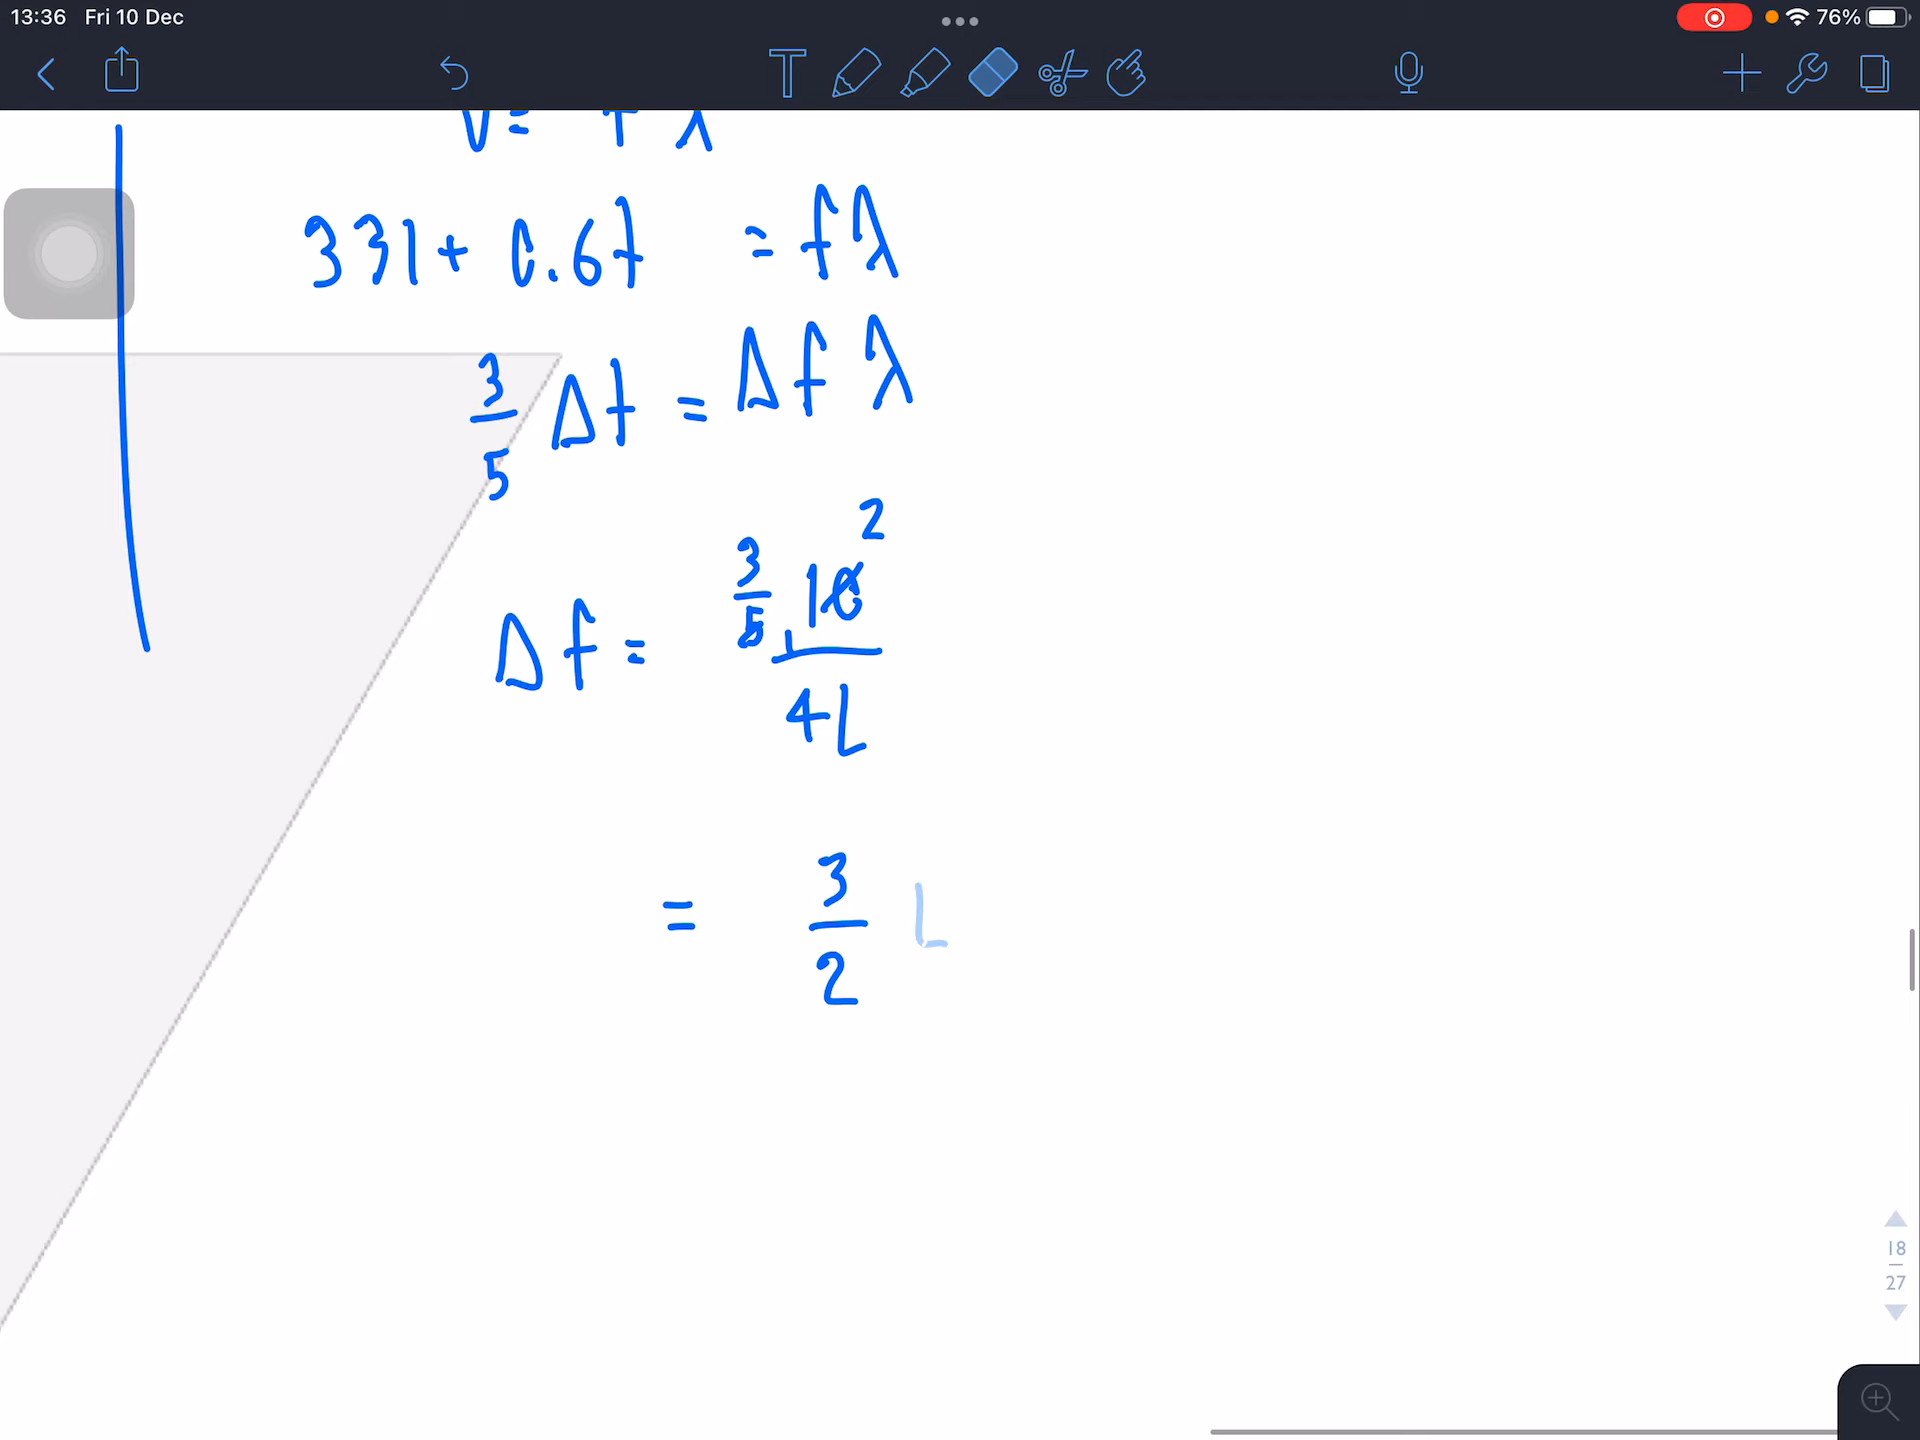 13:36 Fri 10 Dec
76%
T
v = f λ
331 + 0.6t = fλ
3/5 Δt = Δf λ
2
Δf = 3/5 . 10 / 4L
= 3/2 L
18
27